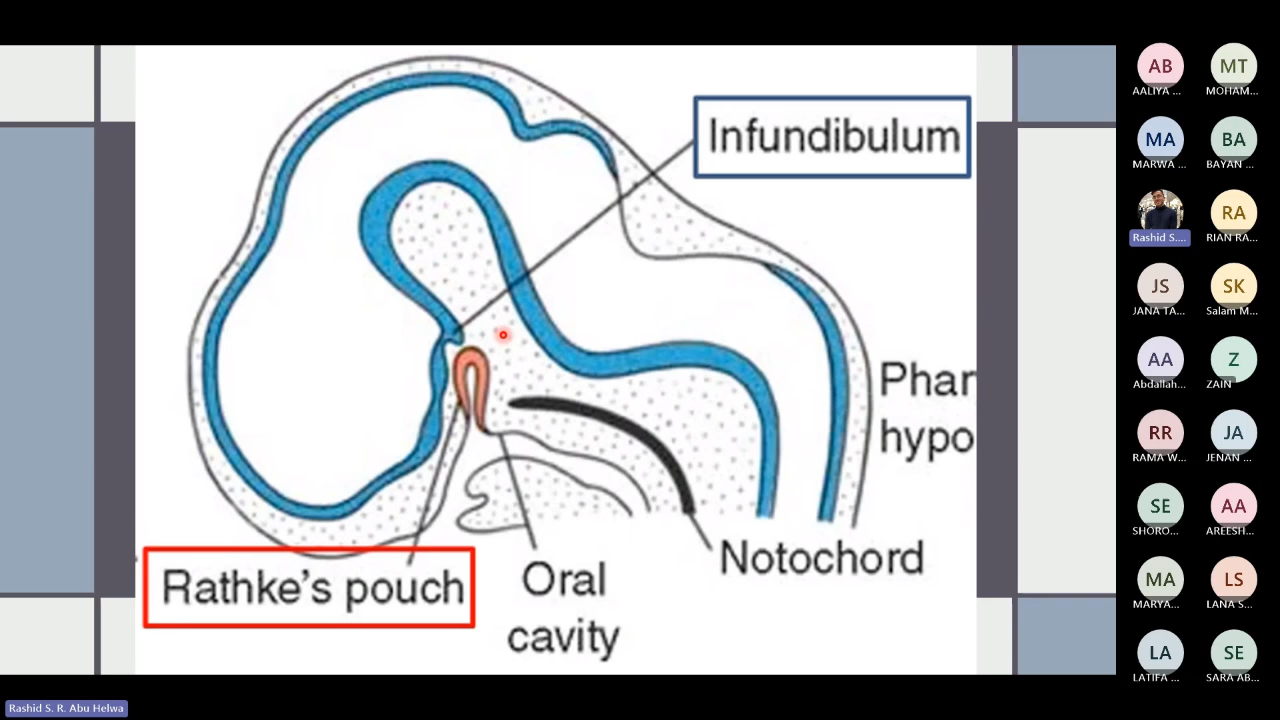 Infundibulum
Phar
hypo
Notochord
Rathke's pouch
Oral
cavity
AB
AALIYA ...
MT
MOHAM...
MA
MARWA ...
BA
BAYAN ...
Rashid S....
RA
RIAN RA...
JS
JANA TA...
SK
Salam M...
AA
Abdallah...
Z
ZAIN
RR
RAMA W...
JA
JENAN ...
SE
SHORO...
AA
AREESH...
MA
MARYA...
LS
LANA S...
LA
LATIFA ...
SE
SARA AB...
Rashid S. R. Abu Helwa